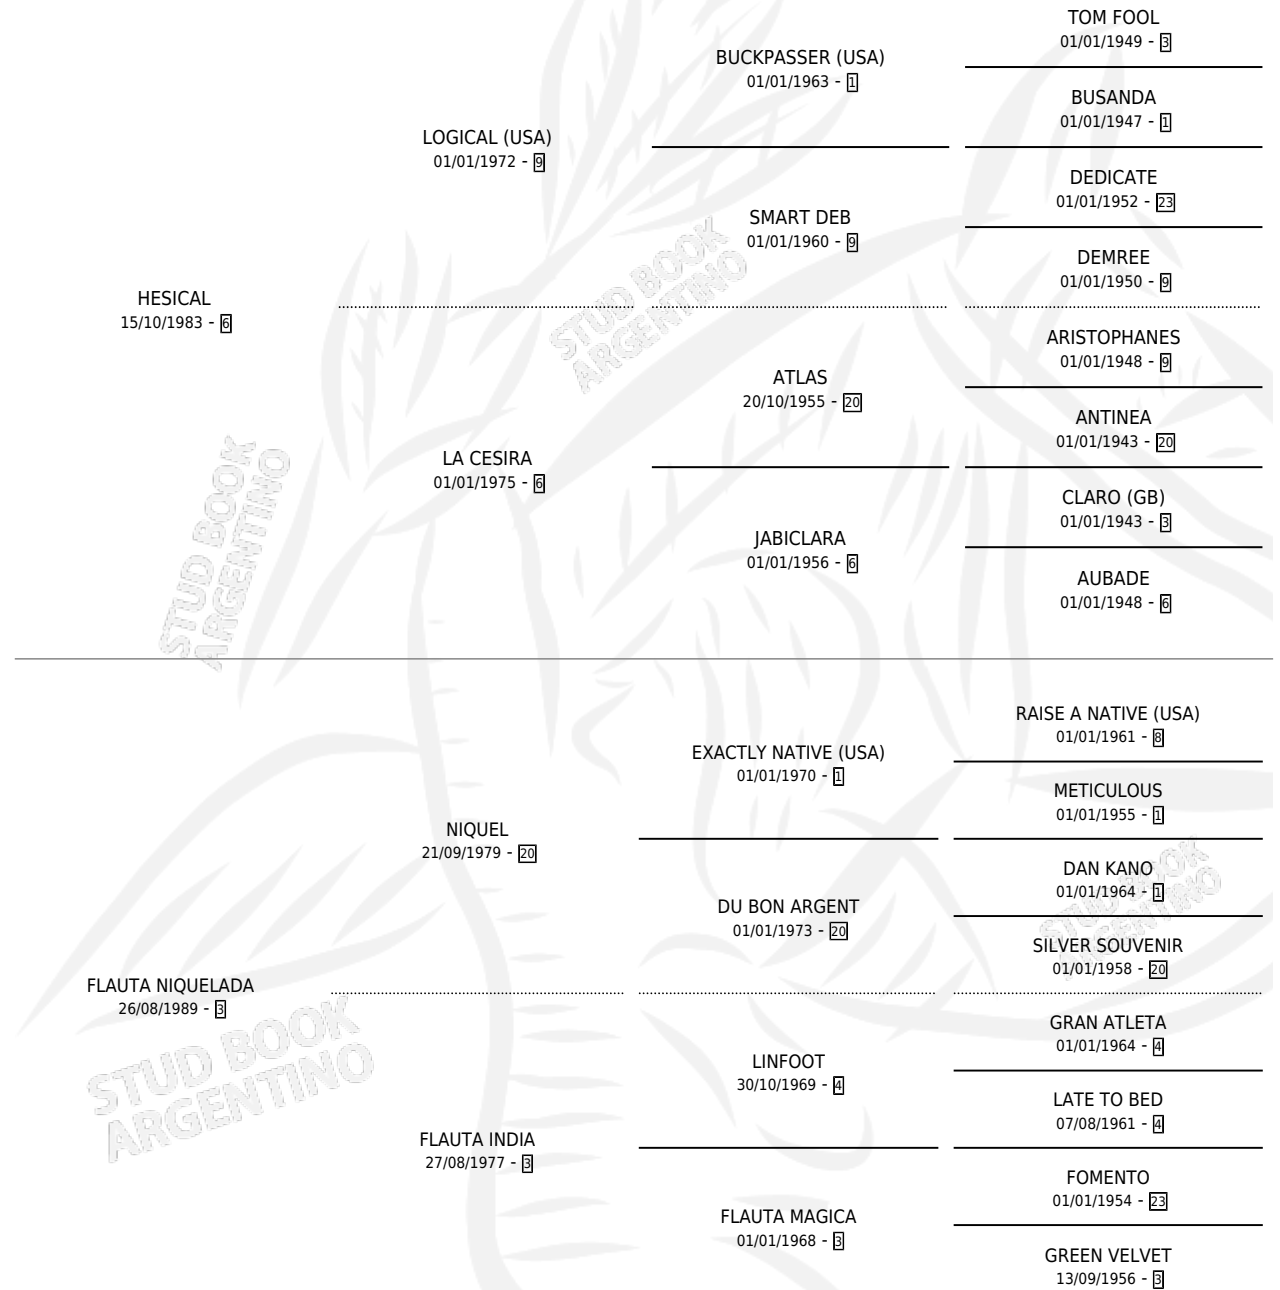 TOM FOOL
01/01/1949 - 3
BUCKPASSER (USA)
01/01/1963 - 1
BUSANDA
01/01/1947 - 1
LOGICAL (USA)
01/01/1972 - 9
DEDICATE
01/01/1952 - 23
SMART DEB
01/01/1960 - 9
DEMREE
01/01/1950 - 9
HESICAL
15/10/1983 - 6
ARISTOPHANES
01/01/1948 - 9
ATLAS
20/10/1955 - 20
ANTINEA
01/01/1943 - 20
LA CESIRA
01/01/1975 - 6
CLARO (GB)
01/01/1943 - 3
JABICLARA
01/01/1956 - 6
AUBADE
01/01/1948 - 6
STUD BOOK
ARGENTINO
STUD BOOK
ARGENTINO
RAISE A NATIVE (USA)
01/01/1961 - 8
EXACTLY NATIVE (USA)
01/01/1970 - 1
METICULOUS
01/01/1955 - 1
NIQUEL
21/09/1979 - 20
DAN KANO
01/01/1964 - 1
DU BON ARGENT
01/01/1973 - 20
SILVER SOUVENIR
01/01/1958 - 20
STUD BOOK
ARGENTINO
FLAUTA NIQUELADA
26/08/1989 - 3
GRAN ATLETA
01/01/1964 - 4
LINFOOT
30/10/1969 - 4
LATE TO BED
07/08/1961 - 4
FLAUTA INDIA
27/08/1977 - 3
FOMENTO
01/01/1954 - 23
FLAUTA MAGICA
01/01/1968 - 3
GREEN VELVET
13/09/1956 - 3
STUD BOOK
ARGENTINO